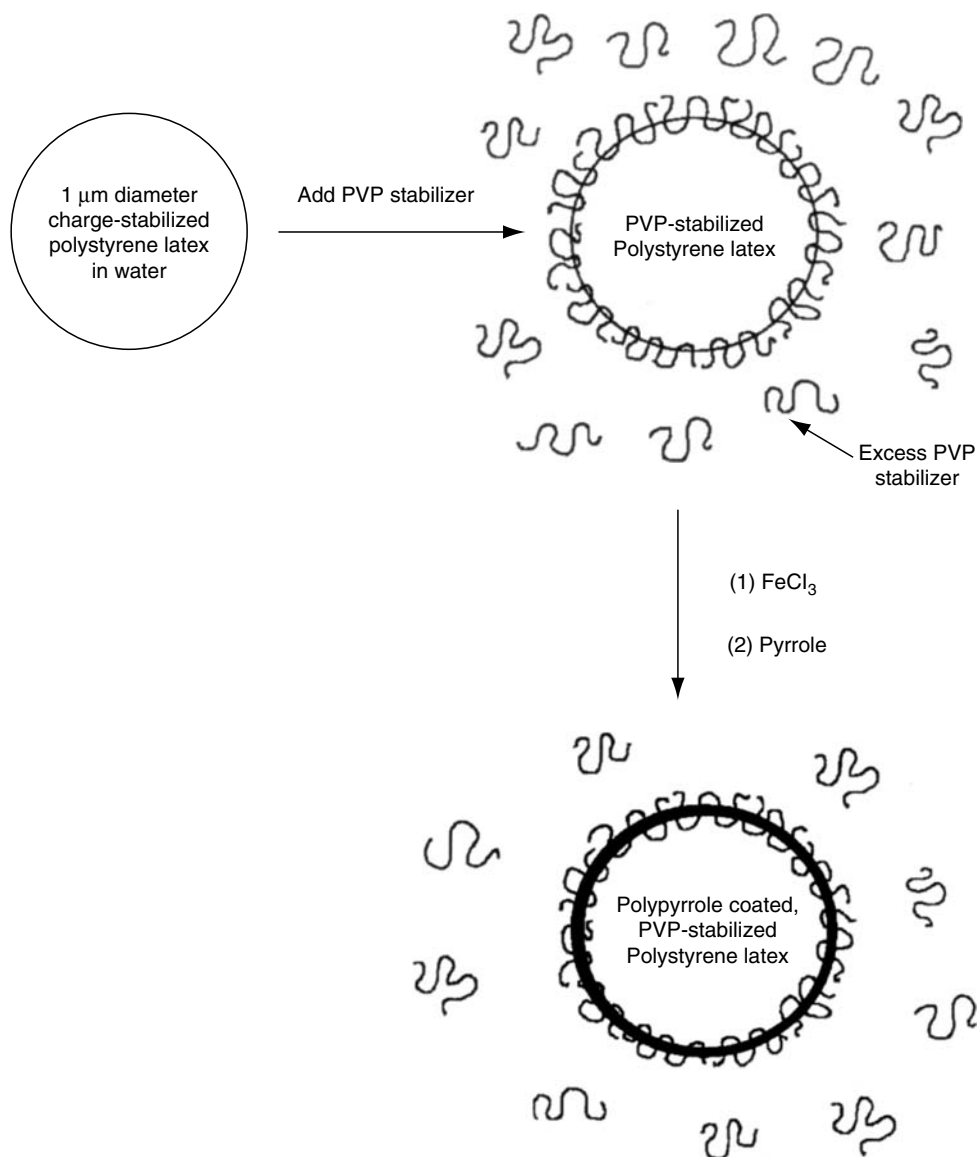 1 μm diameter
charge-stabilized
polystyrene latex
in water
Add PVP stabilizer
PVP-stabilized
Polystyrene latex
Excess PVP
stabilizer
(1) FeCl₃
(2) Pyrrole
Polypyrrole coated,
PVP-stabilized
Polystyrene latex